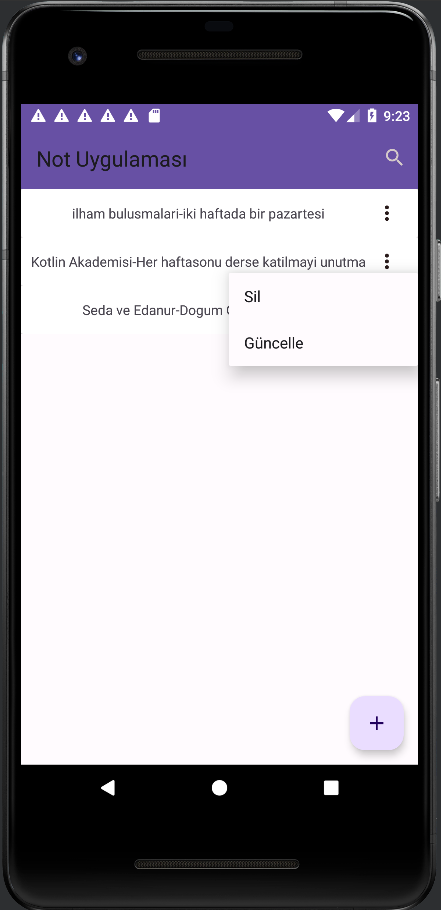 9:23
Not Uygulaması
ilham bulusmalari-iki haftada bir pazartesi
Kotlin Akademisi-Her haftasonu derse katilmayi unutma
Seda ve Edanur-Dogum
Sil
Güncelle